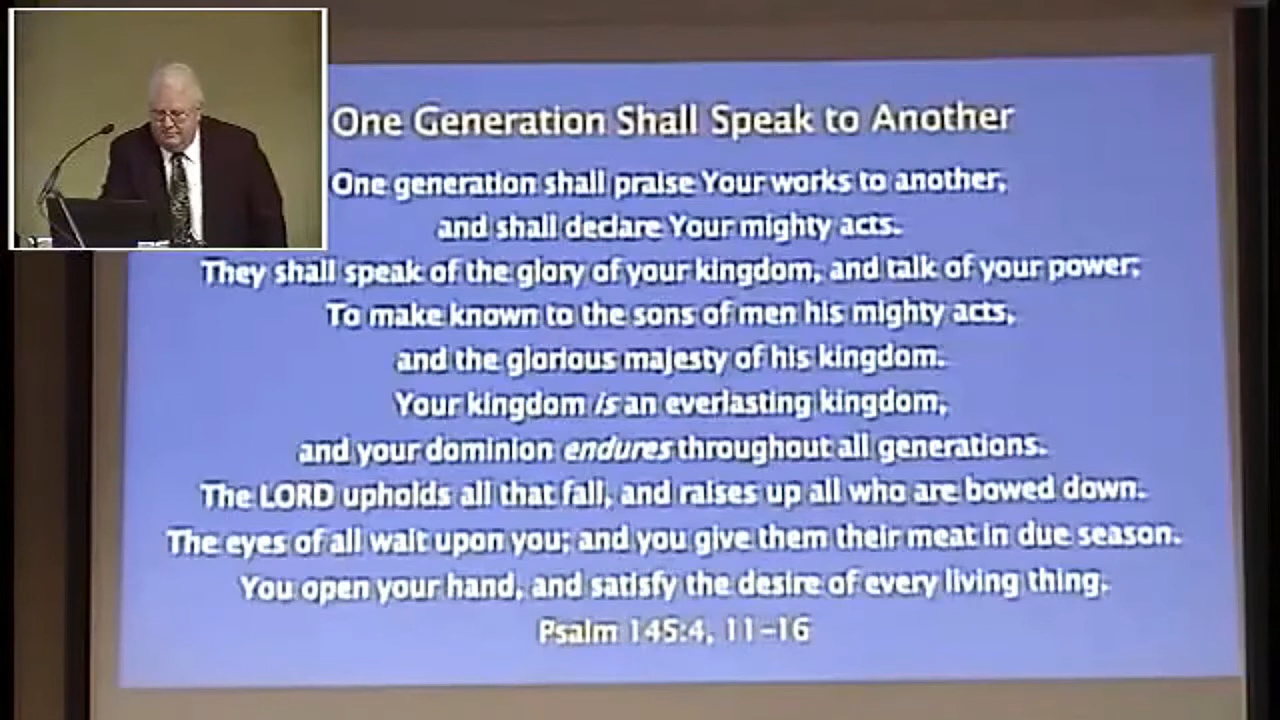 One Generation Shall Speak to Another
One generation shall praise Your works to another,
and shall declare Your mighty acts.
They shall speak of the glory of your kingdom, and talk of your power;
To make known to the sons of men his mighty acts,
and the glorious majesty of his kingdom.
Your kingdom is an everlasting kingdom,
and your dominion endures throughout all generations.
The LORD upholds all that fall, and raises up all who are bowed down.
The eyes of all wait upon you; and you give them their meat in due season.
You open your hand, and satisfy the desire of every living thing.
Psalm 145:4, 11-16